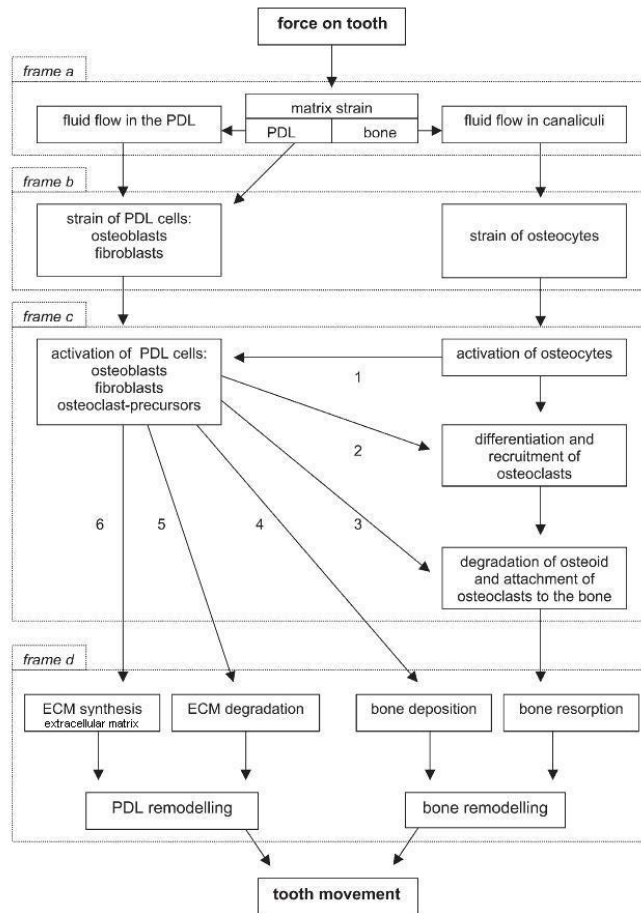 force on tooth
frame a
matrix strain
fluid flow in the PDL
PDL
bone
fluid flow in canaliculi
frame b
strain of PDL cells:
osteoblasts
fibroblasts
strain of osteocytes
frame c
activation of PDL cells:
osteoblasts
fibroblasts
osteoclast-precursors
activation of osteocytes
1
differentiation and
recruitment of
osteoclasts
2
6
5
4
3
degradation of osteoid
and attachment of
osteoclasts to the bone
frame d
ECM synthesis
extracellular matrix
ECM degradation
bone deposition
bone resorption
PDL remodelling
bone remodelling
tooth movement